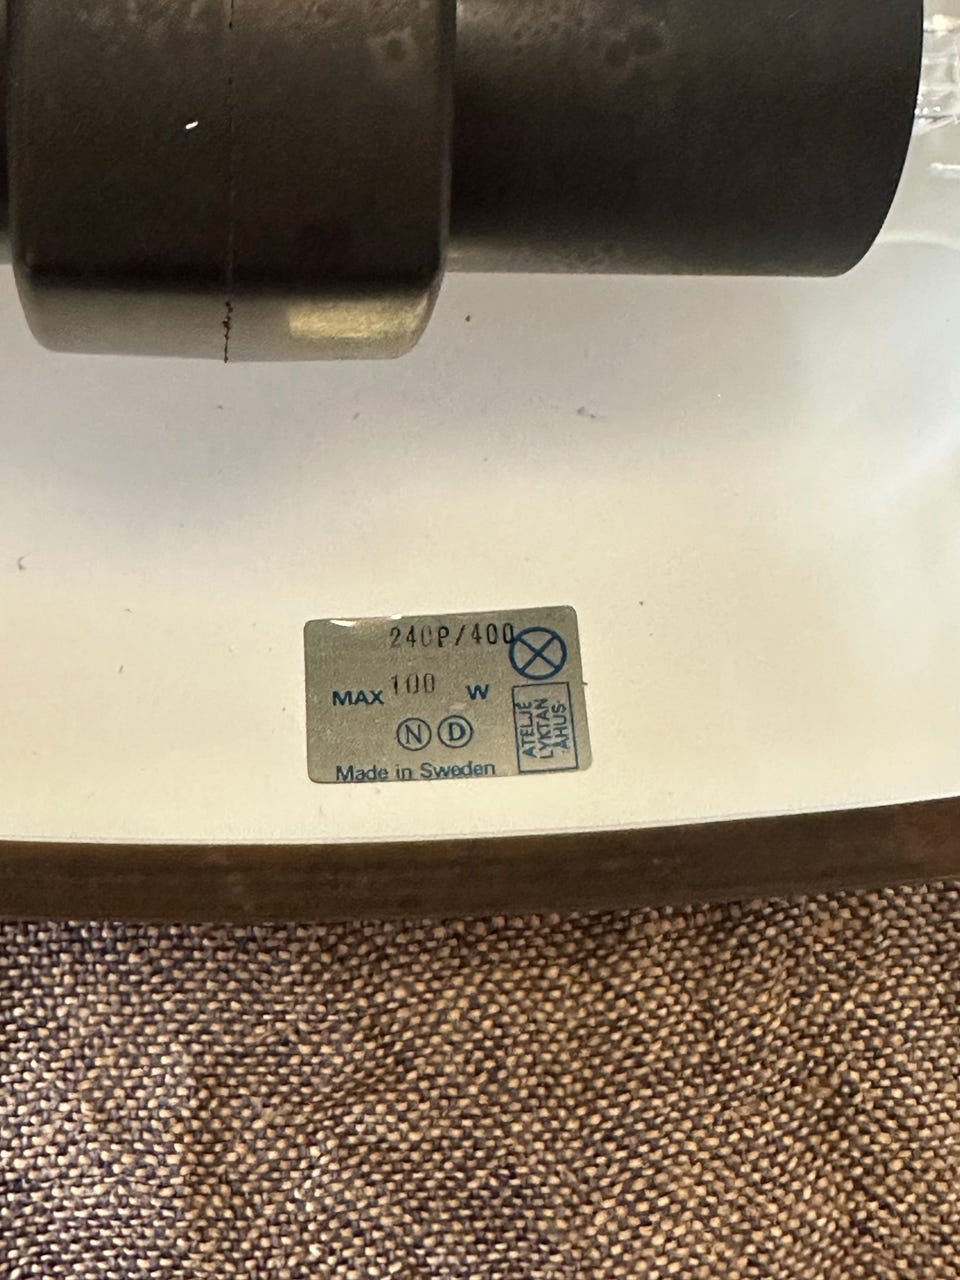 240P/400
MAX 100 W
N D
Made in Sweden
ATELJÉ
LYKTAN
ÅHUS